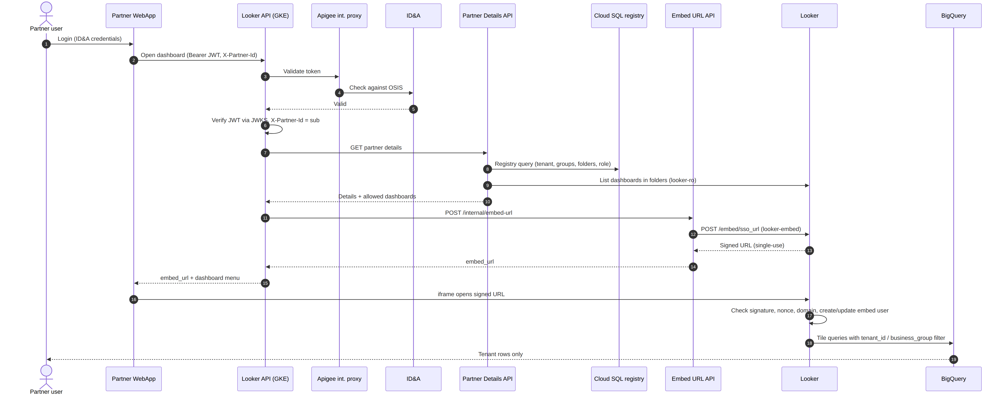 Partner WebApp
Looker API (GKE)
Apigee int. proxy
ID&A
Partner Details API
Cloud SQL registry
Embed URL API
Looker
BigQuery
Partner user
Login (ID&A credentials)
1
Open dashboard (Bearer JWT, X-Partner-Id)
2
Validate token
3
Check against OSIS
4
Valid
5
Verify JWT via JWKS, X-Partner-Id = sub
6
GET partner details
7
Registry query (tenant, groups, folders, role)
8
List dashboards in folders (looker-ro)
9
Details + allowed dashboards
10
POST /internal/embed-url
11
POST /embed/sso_url (looker-embed)
12
Signed URL (single-use)
13
embed_url
14
embed_url + dashboard menu
15
iframe opens signed URL
16
Check signature, nonce, domain, create/update embed user
17
Tile queries with tenant_id / business_group filter
18
Tenant rows only
19
Partner WebApp
Looker API (GKE)
Apigee int. proxy
ID&A
Partner Details API
Cloud SQL registry
Embed URL API
Looker
BigQuery
Partner user